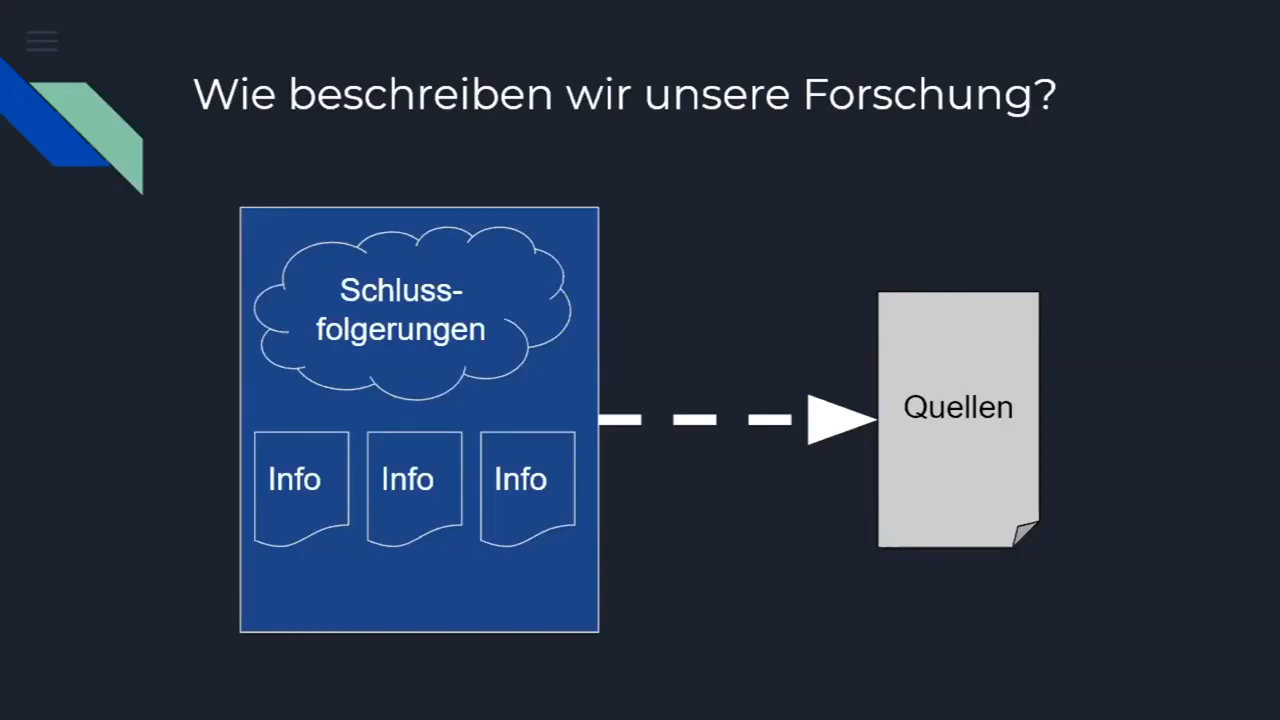 Wie beschreiben wir unsere Forschung?
Schluss-
folgerungen
Info
Info
Info
Quellen